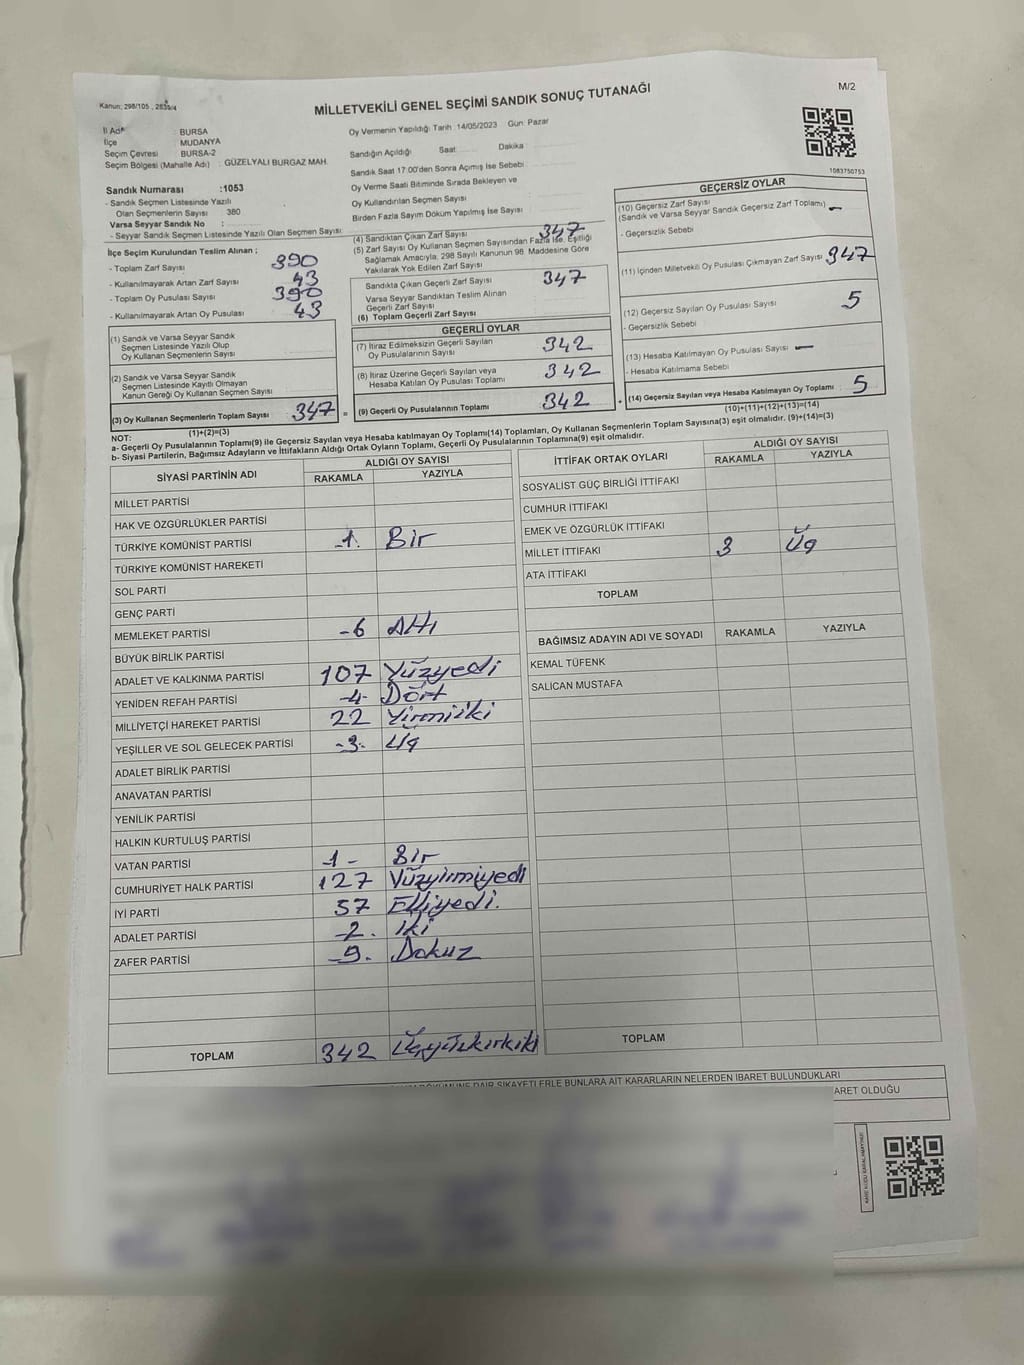 Kanun; 298/105 , 2839/4
MİLLETVEKİLİ GENEL SEÇİMİ SANDIK SONUÇ TUTANAĞI
M/2
İl Adı : BURSA
İlçe : MUDANYA
Seçim Çevresi : BURSA-2
Seçim Bölgesi (Mahalle Adı) : GÜZELYALI BURGAZ MAH.
Sandık Numarası :1053
- Sandık Seçmen Listesinde Yazılı
Olan Seçmenlerin Sayısı : 380
Varsa Seyyar Sandık No :
- Seyyar Sandık Seçmen Listesinde Yazılı Olan Seçmen Sayısı:
Oy Vermenin Yapıldığı Tarih :14/05/2023 Gün: Pazar
Sandığın Açıldığı Saat: Dakika :
Sandık Saat 17:00'den Sonra Açımış İse Sebebi :
Oy Verme Saati Bitiminde Sırada Bekleyen ve
Oy Kullandırılan Seçmen Sayısı :
Birden Fazla Sayım Döküm Yapılmış İse Sayısı :
1083750753
İlçe Seçim Kurulundan Teslim Alınan ;
- Toplam Zarf Sayısı : 390
- Kullanılmayarak Artan Zarf Sayısı : 43
- Toplam Oy Pusulası Sayısı : 390
- Kullanılmayarak Artan Oy Pusulası : 43
(1) Sandık ve Varsa Seyyar Sandık
Seçmen Listesinde Yazılı Olup
Oy Kullanan Seçmenlerin Sayısı
(2) Sandık ve Varsa Seyyar Sandık
Seçmen Listesinde Kayıtlı Olmayan
Kanun Gereği Oy Kullanan Seçmen Sayısı
(3) Oy Kullanan Seçmenlerin Toplam Sayısı : 347 =
(1)+(2)=(3)
(4) Sandıktan Çıkan Zarf Sayısı : 347
(5) Zarf Sayısı Oy Kullanan Seçmen Sayısından Fazla İse, Eşitliği
Sağlamak Amacıyla, 298 Sayılı Kanunun 98. Maddesine Göre
Yakılarak Yok Edilen Zarf Sayısı :
Sandıkta Çıkan Geçerli Zarf Sayısı : 347
Varsa Seyyar Sandıktan Teslim Alınan
Geçerli Zarf Sayısı :
(6) Toplam Geçerli Zarf Sayısı :
GEÇERLİ OYLAR
(7) İtiraz Edilmeksizin Geçerli Sayılan
Oy Pusulalarının Sayısı : 342
(8) İtiraz Üzerine Geçerli Sayılan veya
Hesaba Katılan Oy Pusulası Toplamı : 342
(9) Geçerli Oy Pusulalarının Toplamı : 342 +
GEÇERSİZ OYLAR
(10) Geçersiz Zarf Sayısı
(Sandık ve Varsa Seyyar Sandık Geçersiz Zarf Toplamı) : —
- Geçersizlik Sebebi :
(11) İçinden Milletvekili Oy Pusulası Çıkmayan Zarf Sayısı : 347
(12) Geçersiz Sayılan Oy Pusulası Sayısı : 5
- Geçersizlik Sebebi :
(13) Hesaba Katılmayan Oy Pusulası Sayısı : —
- Hesaba Katılmama Sebebi :
(14) Geçersiz Sayılan veya Hesaba Katılmayan Oy Toplamı : 5
(10)+(11)+(12)+(13)=(14)
NOT:
a- Geçerli Oy Pusulalarının Toplamı(9) ile Geçersiz Sayılan veya Hesaba katılmayan Oy Toplamı(14) Toplamları, Oy Kullanan Seçmenlerin Toplam Sayısına(3) eşit olmalıdır. (9)+(14)=(3)
b- Siyasi Partilerin, Bağımsız Adayların ve İttifakların Aldığı Ortak Oyların Toplamı, Geçerli Oy Pusulalarının Toplamına(9) eşit olmalıdır.
SİYASİ PARTİNİN ADI ALDIĞI OY SAYISI
RAKAMLA YAZIYLA
MİLLET PARTİSİ
HAK VE ÖZGÜRLÜKLER PARTİSİ
TÜRKİYE KOMÜNİST PARTİSİ -1. Bir
TÜRKİYE KOMÜNİST HAREKETİ
SOL PARTİ
GENÇ PARTİ
MEMLEKET PARTİSİ -6 Altı
BÜYÜK BİRLİK PARTİSİ
ADALET VE KALKINMA PARTİSİ 107 Yüzyedi
YENİDEN REFAH PARTİSİ -4- Dört
MİLLİYETÇİ HAREKET PARTİSİ 22 Yirmiiki
YEŞİLLER VE SOL GELECEK PARTİSİ -3- Üç
ADALET BİRLİK PARTİSİ
ANAVATAN PARTİSİ
YENİLİK PARTİSİ
HALKIN KURTULUŞ PARTİSİ
VATAN PARTİSİ -1- Bir
CUMHURİYET HALK PARTİSİ 127 Yüzyirmiyedi
İYİ PARTİ 57 Elliyedi.
ADALET PARTİSİ -2. İki
ZAFER PARTİSİ -9. Dokuz
TOPLAM 342 Üçyüzkırkiki
İTTİFAK ORTAK OYLARI ALDIĞI OY SAYISI
RAKAMLA YAZIYLA
SOSYALİST GÜÇ BİRLİĞİ İTTİFAKI
CUMHUR İTTİFAKI
EMEK VE ÖZGÜRLÜK İTTİFAKI
MİLLET İTTİFAKI 3 Üç
ATA İTTİFAKI
TOPLAM
BAĞIMSIZ ADAYIN ADI VE SOYADI RAKAMLA YAZIYLA
KEMAL TÜFENK
SALİCAN MUSTAFA
TOPLAM
DÖKÜMÜNE DAİR ŞİKAYETLERLE BUNLARA AİT KARARLARIN NELERDEN İBARET BULUNDUKLARI
ARET OLDUĞU